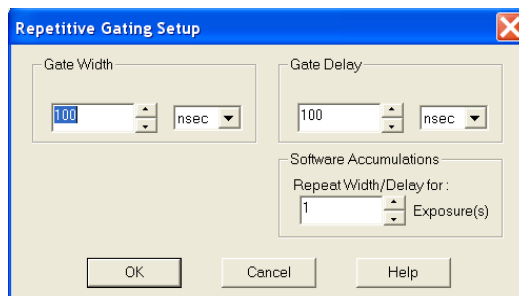 Repetitive Gating Setup
Gate Width
100
nsec
Gate Delay
100
nsec
Software Accumulations
Repeat Width/Delay for :
1
Exposure(s)
OK
Cancel
Help